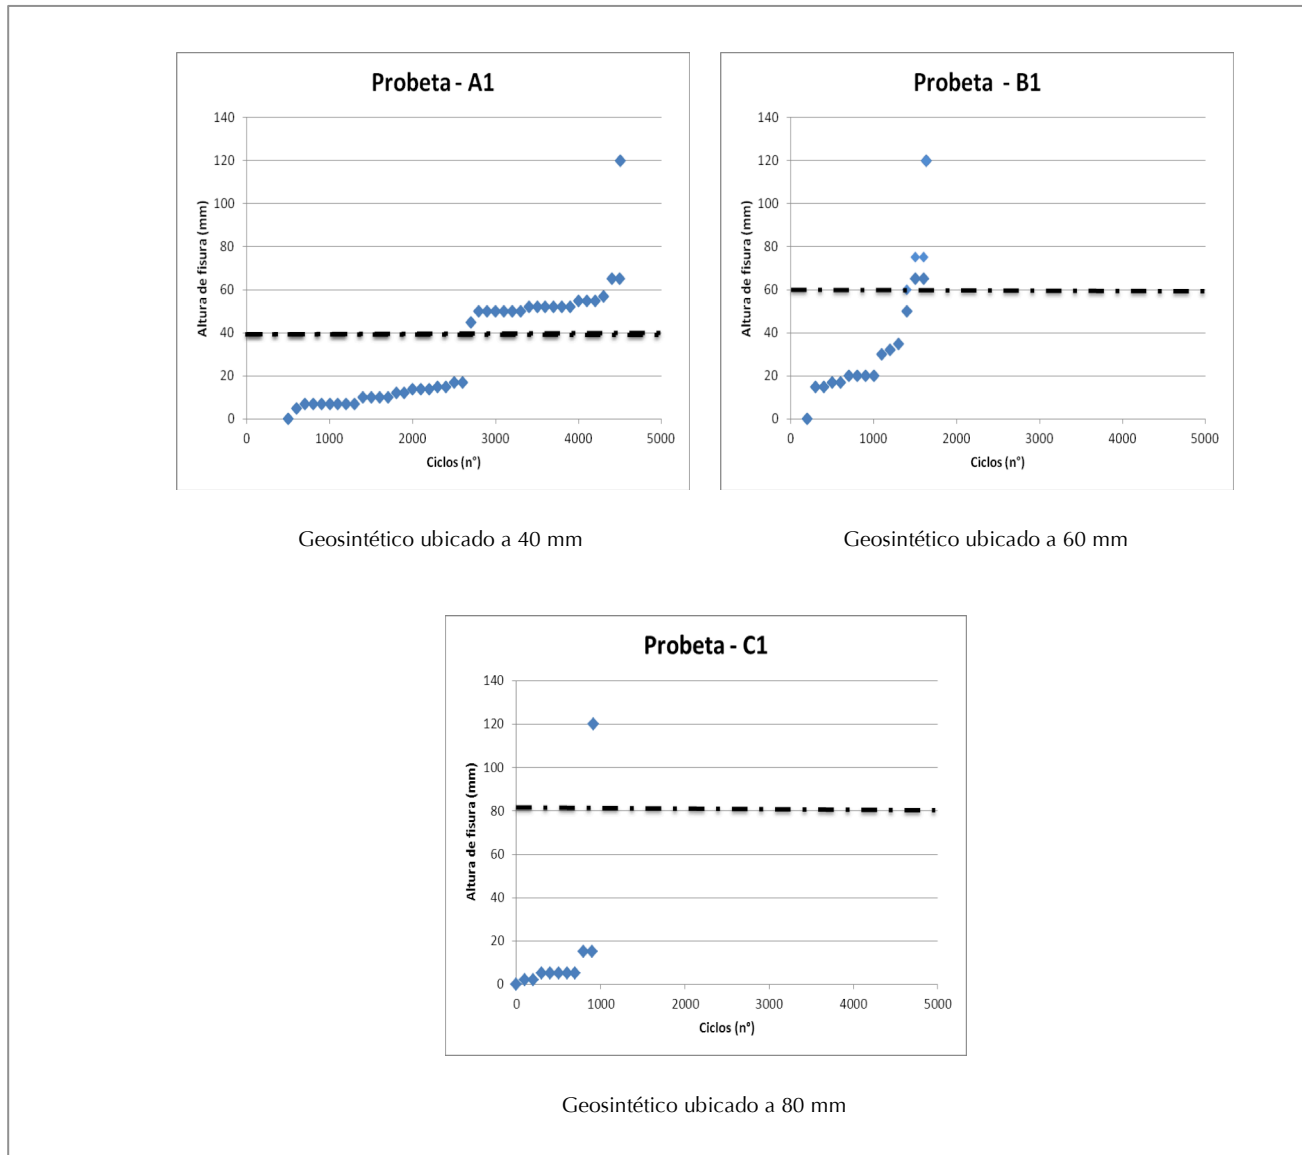 Probeta - A1
140
120
100
80
60
40
20
0
Altura de fisura (mm)
0 1000 2000 3000 4000 5000
Ciclos (n°)
Geosintético ubicado a 40 mm
Probeta - B1
140
120
100
80
60
40
20
0
Altura de fisura (mm)
0 1000 2000 3000 4000 5000
Ciclos (n°)
Geosintético ubicado a 60 mm
Probeta - C1
140
120
100
80
60
40
20
0
Altura de fisura (mm)
0 1000 2000 3000 4000 5000
Ciclos (n°)
Geosintético ubicado a 80 mm